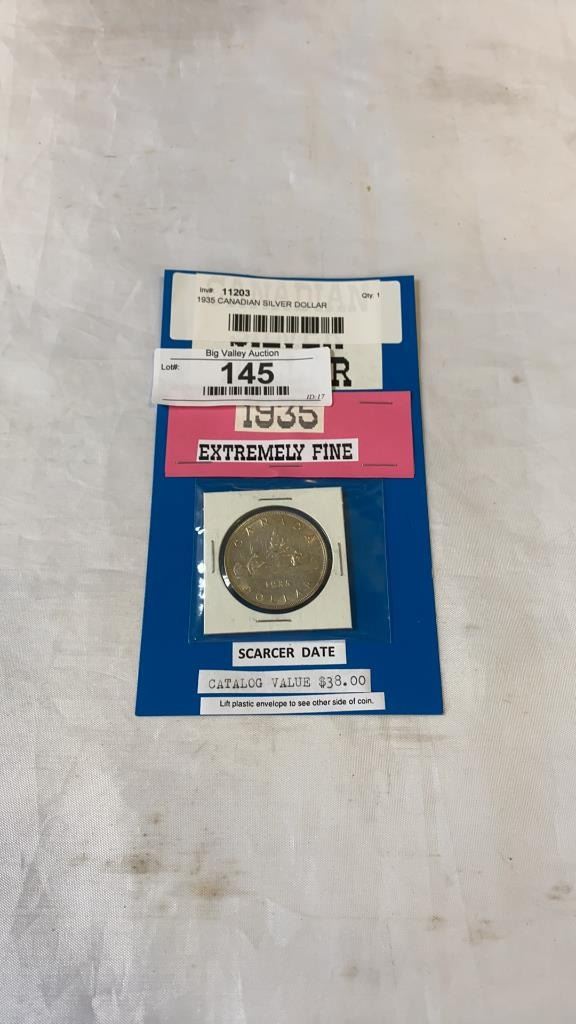 Inv#: 11203
Qty: 1
1935 CANADIAN SILVER DOLLAR
Big Valley Auction
Lot#: 145
ID:17
1935
EXTREMELY FINE
CANADA
1935
DOLLAR
SCARCER DATE
CATALOG VALUE $38.00
Lift plastic envelope to see other side of coin.